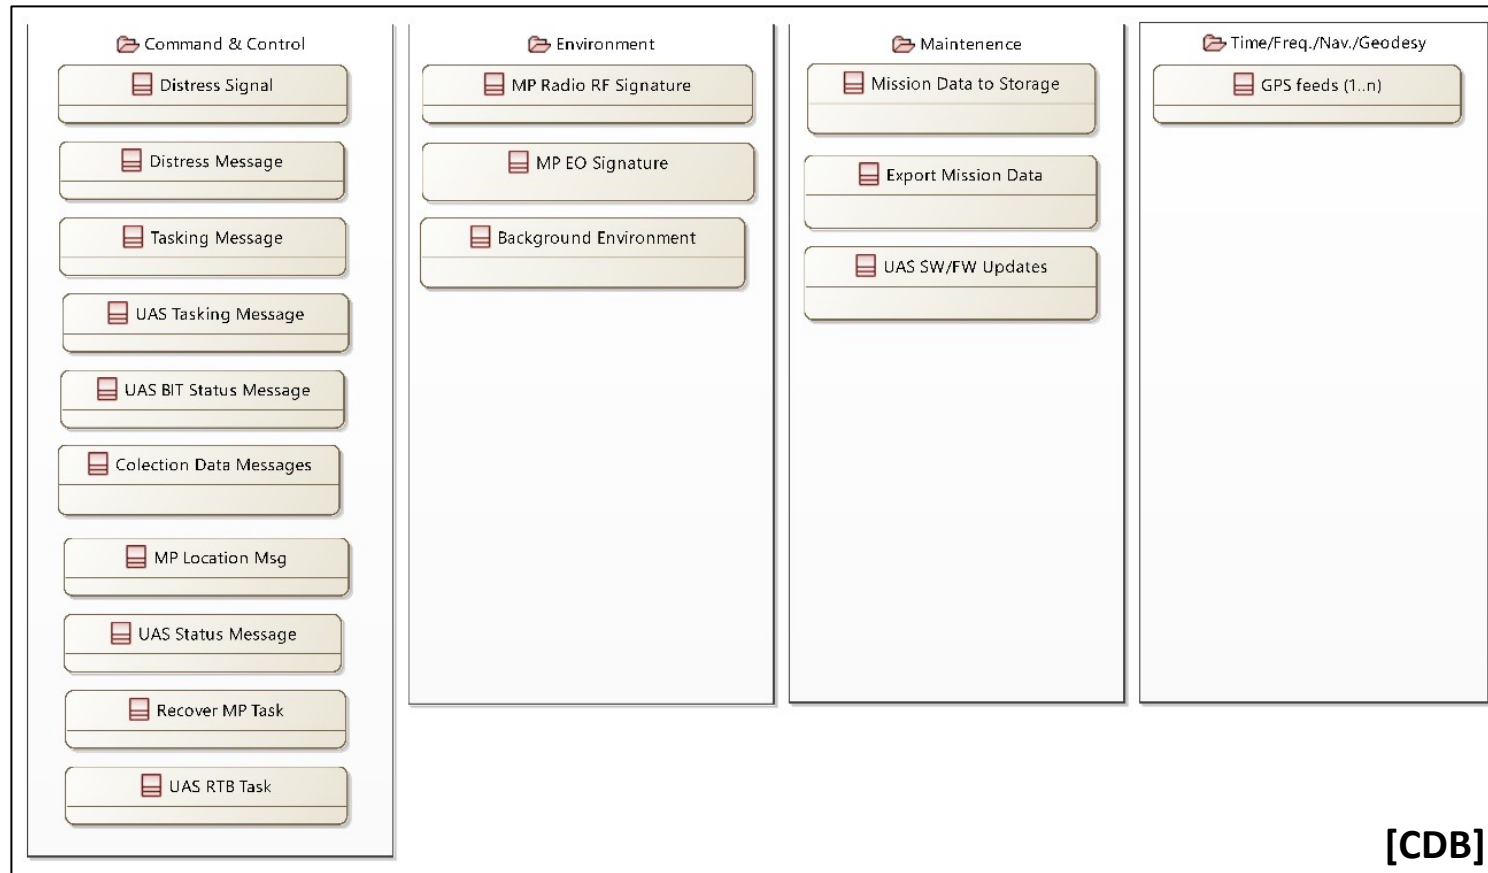 Command & Control
Distress Signal
Distress Message
Tasking Message
UAS Tasking Message
UAS BIT Status Message
Colection Data Messages
MP Location Msg
UAS Status Message
Recover MP Task
UAS RTB Task
Environment
MP Radio RF Signature
MP EO Signature
Background Environment
Maintenence
Mission Data to Storage
Export Mission Data
UAS SW/FW Updates
Time/Freq./Nav./Geodesy
GPS feeds (1..n)
[CDB]